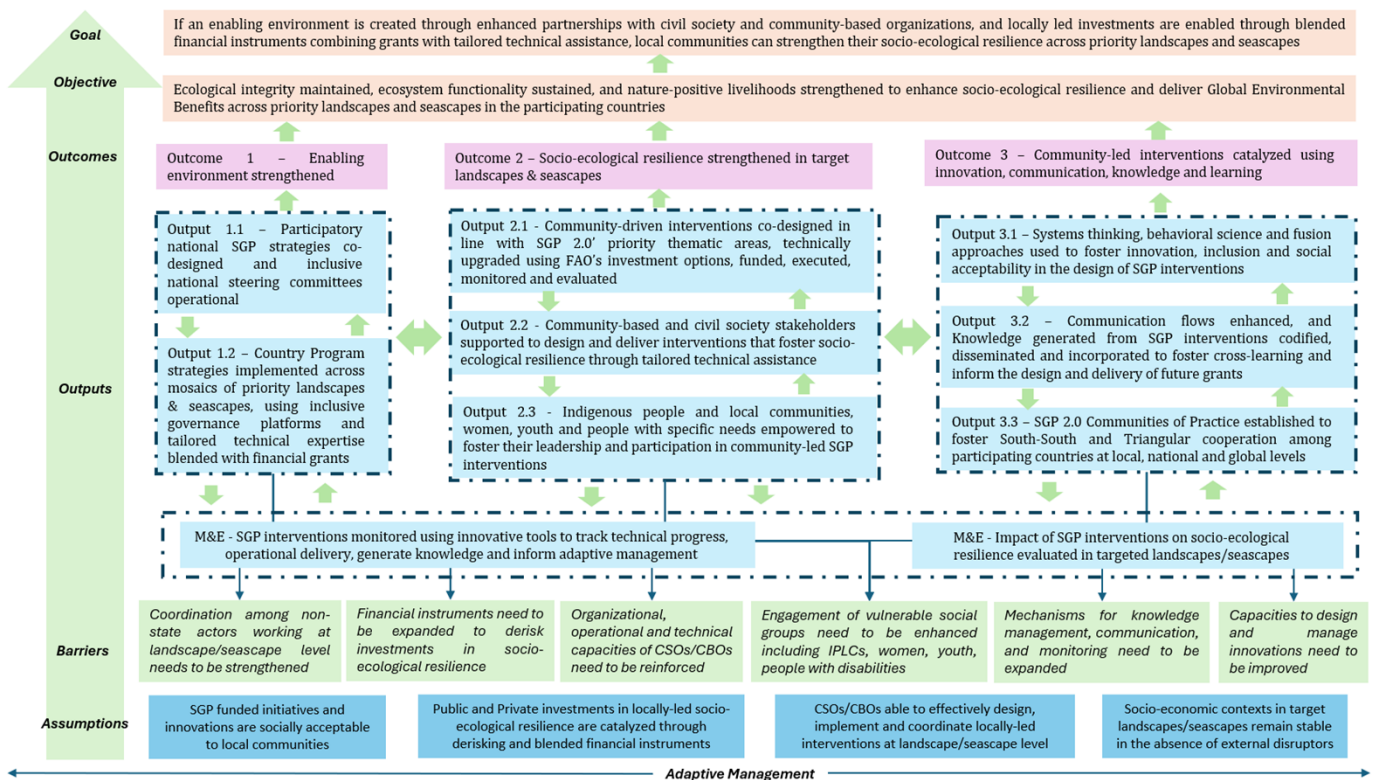 Goal
If an enabling environment is created through enhanced partnerships with civil society and community-based organizations, and locally led investments are enabled through blended
financial instruments combining grants with tailored technical assistance, local communities can strengthen their socio-ecological resilience across priority landscapes and seascapes
Objective
Ecological integrity maintained, ecosystem functionality sustained, and nature-positive livelihoods strengthened to enhance socio-ecological resilience and deliver Global Environmental
Benefits across priority landscapes and seascapes in the participating countries
Outcomes
Outcome 1 – Enabling
environment strengthened
Outcome 2 – Socio-ecological resilience strengthened in target
landscapes & seascapes
Outcome 3 – Community-led interventions catalyzed using
innovation, communication, knowledge and learning
Outputs
Output 1.1 – Participatory
national SGP strategies co-
designed and inclusive
national steering committees
operational
Output 1.2 – Country Program
strategies implemented across
mosaics of priority landscapes
& seascapes, using inclusive
governance platforms and
tailored technical expertise
blended with financial grants
Output 2.1 - Community-driven interventions co-designed in
line with SGP 2.0’ priority thematic areas, technically
upgraded using FAO’s investment options, funded, executed,
monitored and evaluated
Output 2.2 - Community-based and civil society stakeholders
supported to design and deliver interventions that foster socio-
ecological resilience through tailored technical assistance
Output 2.3 - Indigenous people and local communities,
women, youth and people with specific needs empowered to
foster their leadership and participation in community-led SGP
interventions
Output 3.1 – Systems thinking, behavioral science and fusion
approaches used to foster innovation, inclusion and social
acceptability in the design of SGP interventions
Output 3.2 – Communication flows enhanced, and
Knowledge generated from SGP interventions codified,
disseminated and incorporated to foster cross-learning and
inform the design and delivery of future grants
Output 3.3 – SGP 2.0 Communities of Practice established to
foster South-South and Triangular cooperation among
participating countries at local, national and global levels
M&E - SGP interventions monitored using innovative tools to track technical progress,
operational delivery, generate knowledge and inform adaptive management
M&E - Impact of SGP interventions on socio-ecological
resilience evaluated in targeted landscapes/seascapes
Barriers
Coordination among non-
state actors working at
landscape/seascape level
needs to be strengthened
Financial instruments need to
be expanded to derisk
investments in socio-
ecological resilience
Organizational,
operational and technical
capacities of CSOs/CBOs
need to be reinforced
Engagement of vulnerable social
groups need to be enhanced
including IPLCs, women, youth,
people with disabilities
Mechanisms for knowledge
management, communication,
and monitoring need to be
expanded
Capacities to design
and manage
innovations need to
be improved
Assumptions
SGP funded initiatives and
innovations are socially acceptable
to local communities
Public and Private investments in locally-led socio-
ecological resilience are catalyzed through
derisking and blended financial instruments
CSOs/CBOs able to effectively design,
implement and coordinate locally-led
interventions at landscape/seascape level
Socio-economic contexts in target
landscapes/seascapes remain stable
in the absence of external disruptors
Adaptive Management